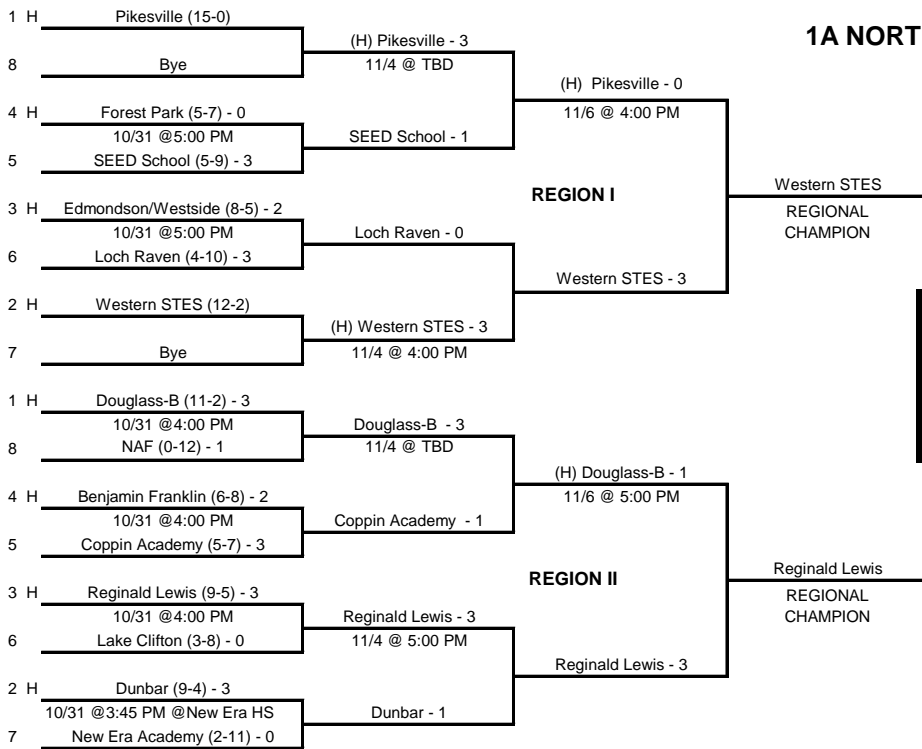 1A NORT
1 H Pikesville (15-0)
8 Bye
(H) Pikesville - 3
11/4 @ TBD
4 H Forest Park (5-7) - 0
10/31 @5:00 PM
5 SEED School (5-9) - 3
SEED School - 1
(H) Pikesville - 0
11/6 @ 4:00 PM
3 H Edmondson/Westside (8-5) - 2
10/31 @5:00 PM
6 Loch Raven (4-10) - 3
Loch Raven - 0
2 H Western STES (12-2)
7 Bye
(H) Western STES - 3
11/4 @ 4:00 PM
Western STES - 3
REGION I
Western STES
REGIONAL
CHAMPION
1 H Douglass-B (11-2) - 3
10/31 @4:00 PM
8 NAF (0-12) - 1
Douglass-B - 3
11/4 @ TBD
4 H Benjamin Franklin (6-8) - 2
10/31 @4:00 PM
5 Coppin Academy (5-7) - 3
Coppin Academy - 1
(H) Douglass-B - 1
11/6 @ 5:00 PM
3 H Reginald Lewis (9-5) - 3
10/31 @4:00 PM
6 Lake Clifton (3-8) - 0
Reginald Lewis - 3
11/4 @ 5:00 PM
2 H Dunbar (9-4) - 3
10/31 @3:45 PM @New Era HS
7 New Era Academy (2-11) - 0
Dunbar - 1
Reginald Lewis - 3
REGION II
Reginald Lewis
REGIONAL
CHAMPION